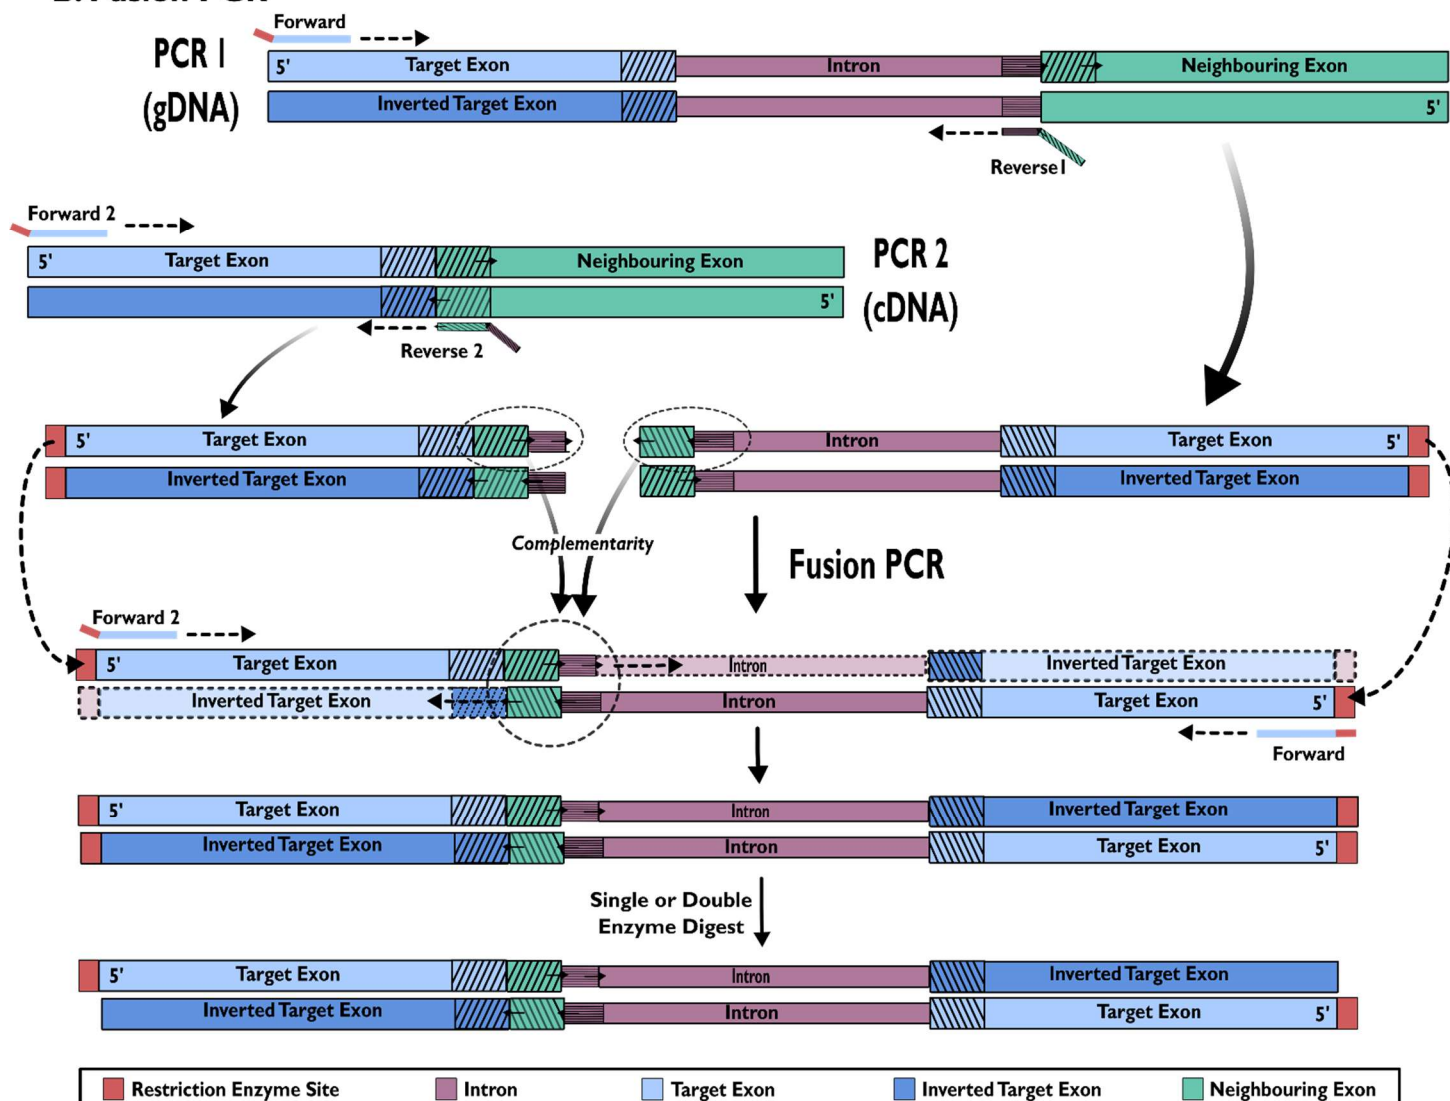 Forward
PCR 1
(gDNA)
5' Target Exon Intron Neighbouring Exon
Inverted Target Exon 5'
Reverse1
Forward 2
5' Target Exon Neighbouring Exon
5'
PCR 2
(cDNA)
Reverse 2
5' Target Exon Intron Target Exon 5'
Inverted Target Exon Inverted Target Exon
Complementarity
Fusion PCR
Forward 2
5' Target Exon Intron Inverted Target Exon
Inverted Target Exon Intron Target Exon 5'
Forward
5' Target Exon Intron Inverted Target Exon
Inverted Target Exon Intron Target Exon 5'
Single or Double
Enzyme Digest
5' Target Exon Intron Inverted Target Exon
Inverted Target Exon Intron Target Exon 5'
Restriction Enzyme Site Intron Target Exon Inverted Target Exon Neighbouring Exon